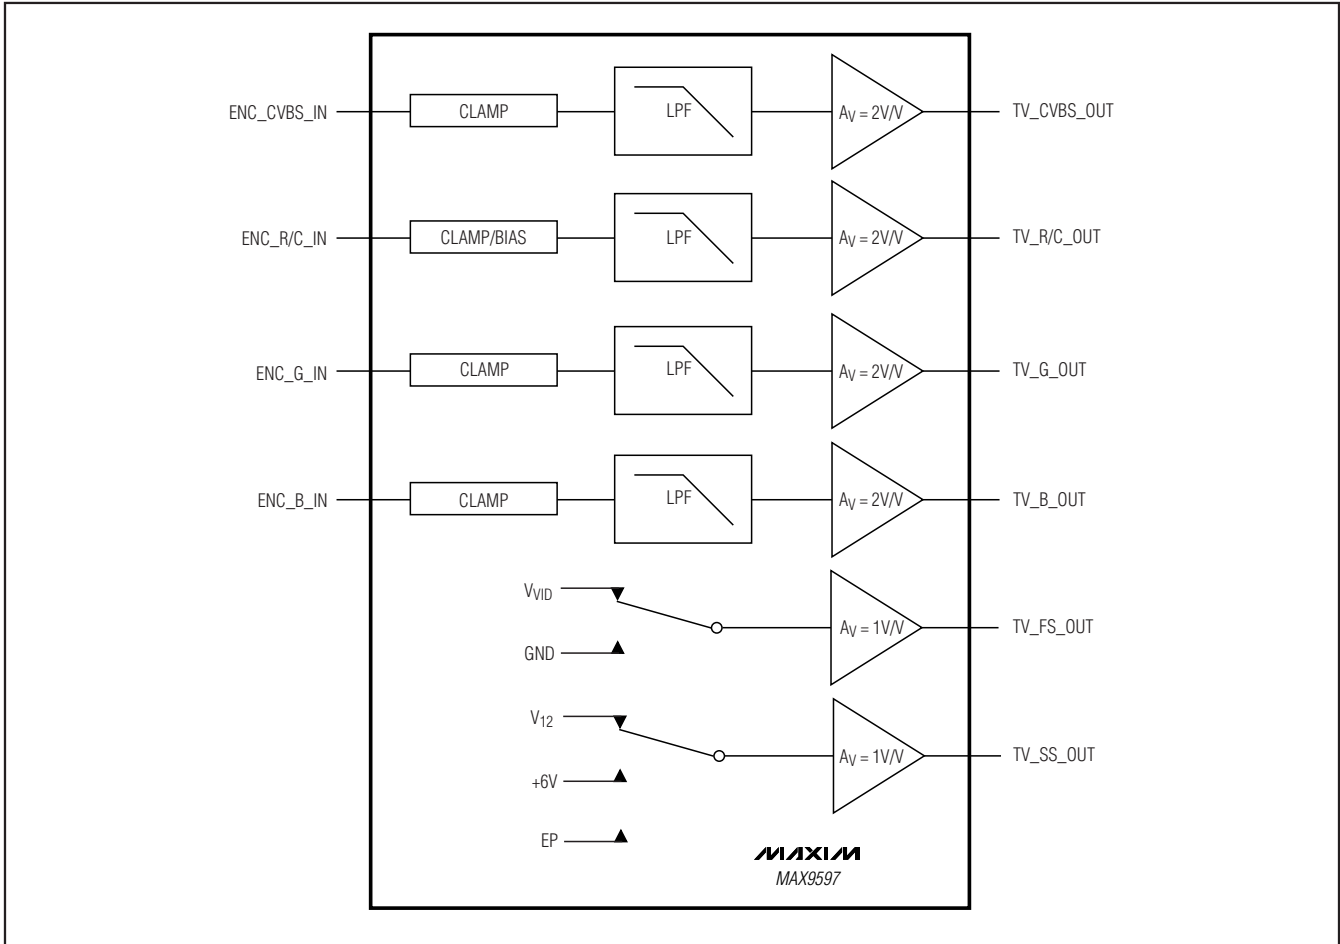 ENC_CVBS_IN CLAMP LPF AV = 2V/V TV_CVBS_OUT
ENC_R/C_IN CLAMP/BIAS LPF AV = 2V/V TV_R/C_OUT
ENC_G_IN CLAMP LPF AV = 2V/V TV_G_OUT
ENC_B_IN CLAMP LPF AV = 2V/V TV_B_OUT
VVID
AV = 1V/V TV_FS_OUT
GND
V12
AV = 1V/V TV_SS_OUT
+6V
EP
MAXIM
MAX9597